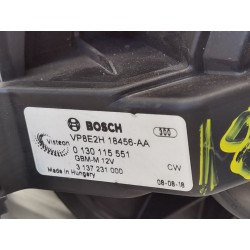 BOSCH
VP8E2H 18456-AA
Visteon
0 130 115 551
GBM-M 12V
3 137 231 000
CW
Made in Hungary
08-08-18